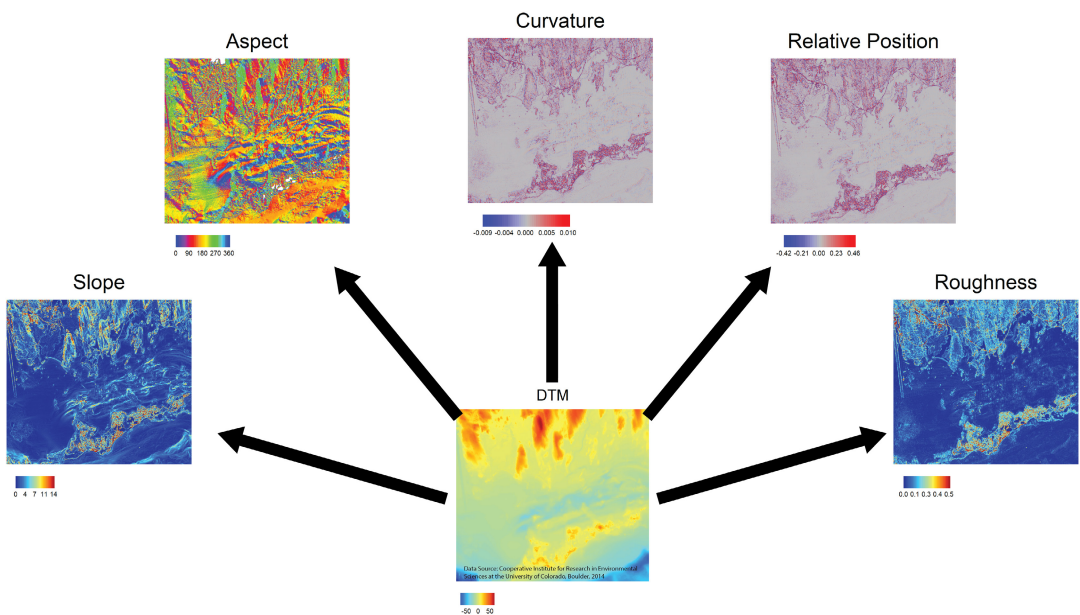 Curvature
Aspect
Relative Position
-0.009 -0.004 0.000 0.005 0.010
0 90 180 270 360
-0.42 -0.21 0.00 0.23 0.46
Slope
Roughness
DTM
0 4 7 11 14
0.0 0.1 0.2 0.3 0.4 0.5
Data Source: Cooperative Institute for Research in Environmental
Sciences at the University of Colorado, Boulder, 2014
-50 0 50